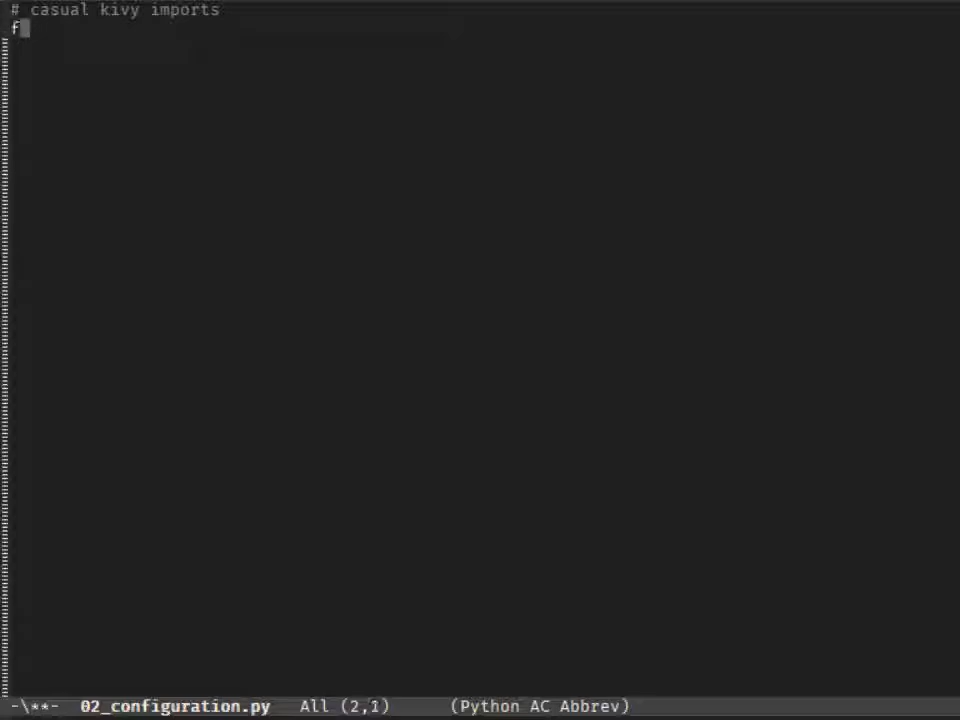 # casual kivy imports
f
-\**-  02_configuration.py   All (2,1)      (Python AC Abbrev)